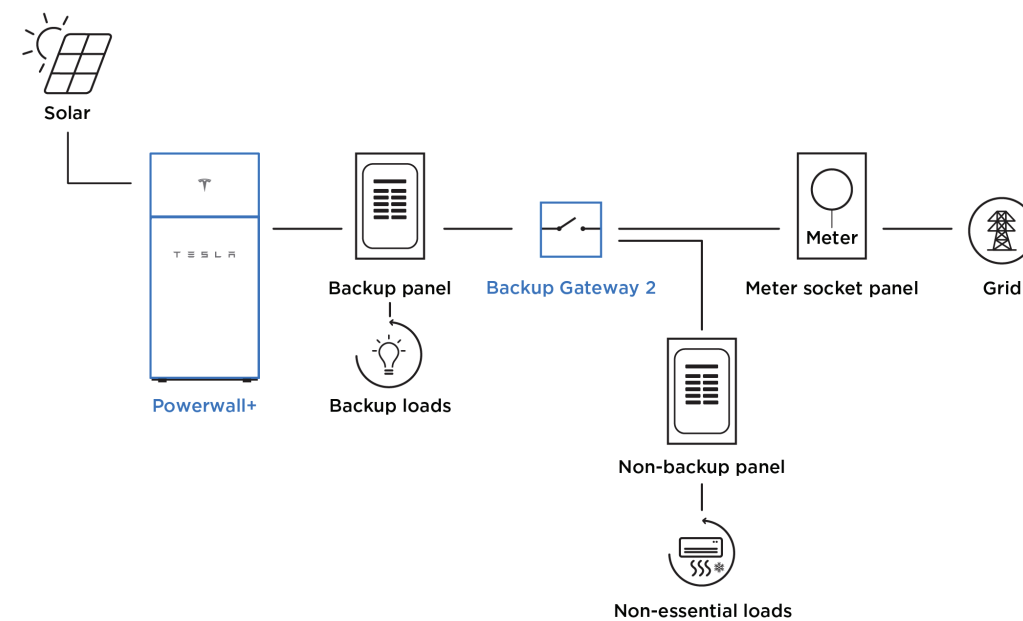 Solar
TESLA
Meter
Backup panel
Backup Gateway 2
Meter socket panel
Grid
Powerwall+
Backup loads
Non-backup panel
Non-essential loads